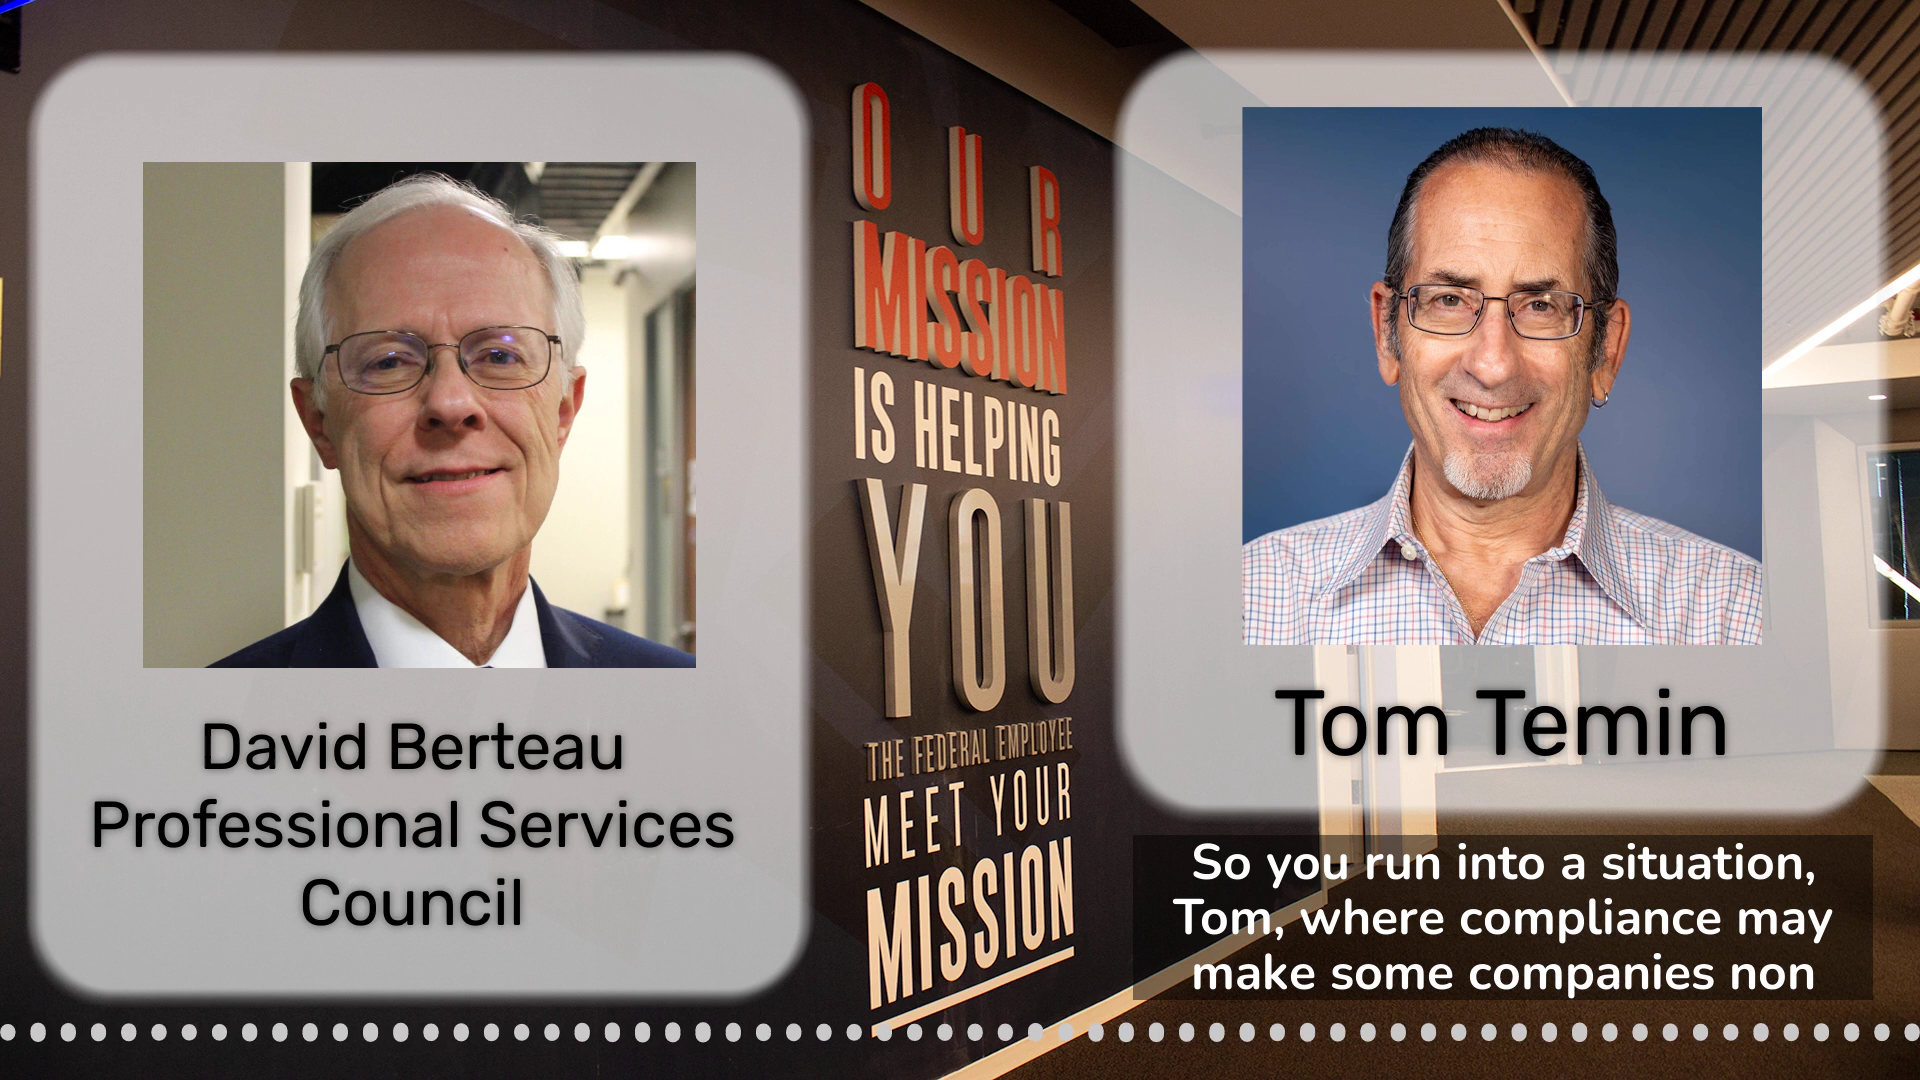 David Berteau
Professional Services
Council
OUR
MISSION
IS HELPING
YOU
THE FEDERAL EMPLOYEE
MEET YOUR
MISSION
Tom Temin
So you run into a situation,
Tom, where compliance may
make some companies non